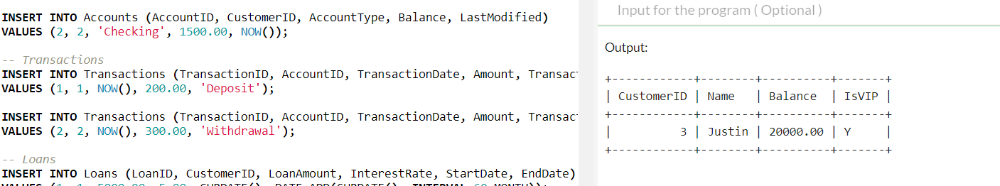 INSERT INTO Accounts (AccountID, CustomerID, AccountType, Balance, LastModified)
VALUES (2, 2, 'Checking', 1500.00, NOW());
-- Transactions
INSERT INTO Transactions (TransactionID, AccountID, TransactionDate, Amount, Transac
VALUES (1, 1, NOW(), 200.00, 'Deposit');
INSERT INTO Transactions (TransactionID, AccountID, TransactionDate, Amount, Transac
VALUES (2, 2, NOW(), 300.00, 'Withdrawal');
-- Loans
INSERT INTO Loans (LoanID, CustomerID, LoanAmount, InterestRate, StartDate, EndDate)
VALUES (1, 1, 5000.00, 5.00, CURDATE(), DATE_ADD(CURDATE(), INTERVAL 60 MONTH));
Input for the program ( Optional )
Output:
+------------+--------+----------+-------+
| CustomerID | Name   | Balance  | IsVIP |
+------------+--------+----------+-------+
|          3 | Justin | 20000.00 | Y     |
+------------+--------+----------+-------+